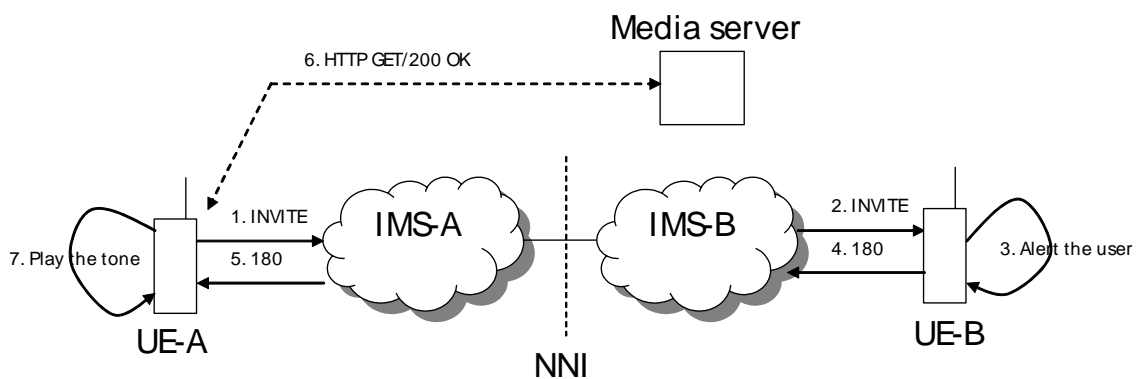 Media server
6. HTTP GET/200 OK
IMS-A
IMS-B
1. INVITE
2. INVITE
7. Play the tone
5. 180
4. 180
3. Alert the user
UE-A
UE-B
NNI